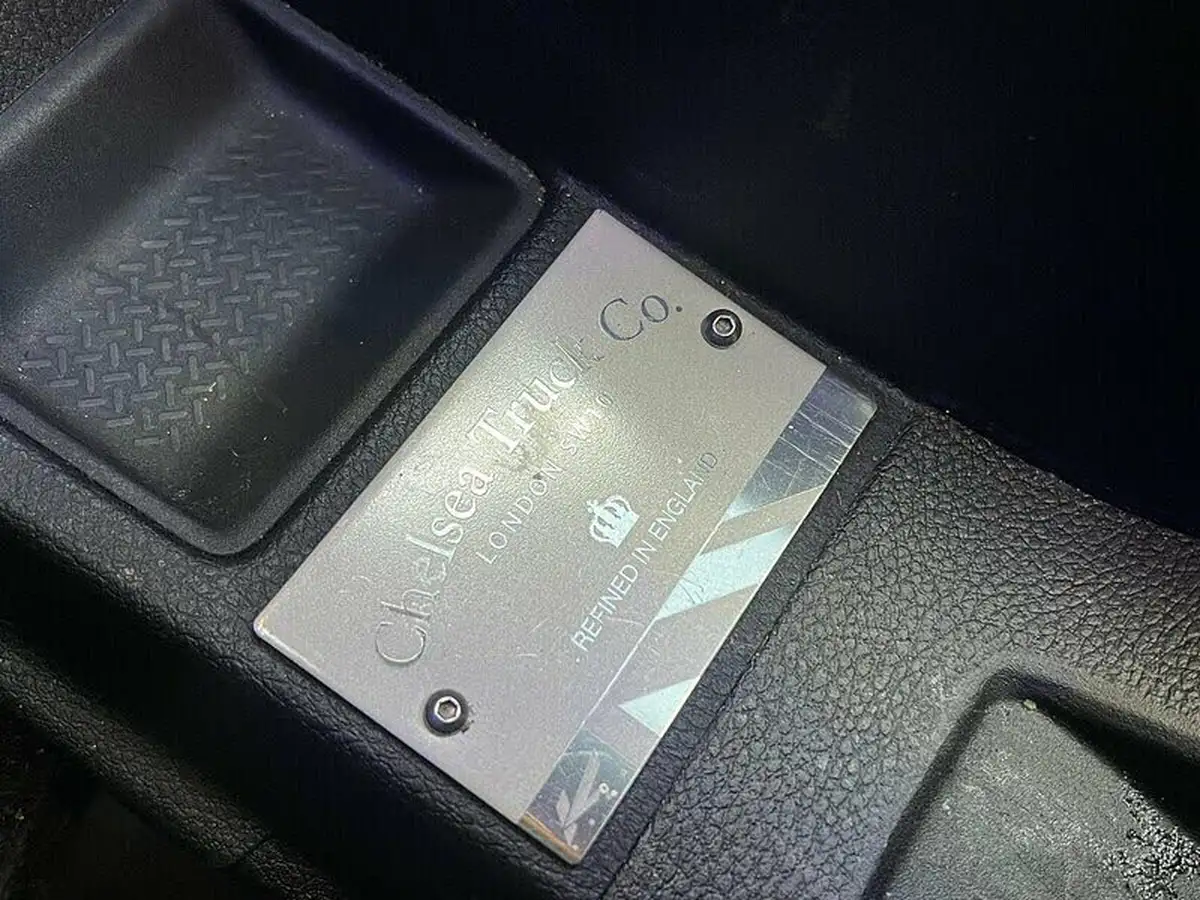 Chelsea Truck Co.
LONDON SW10
REFINED IN ENGLAND